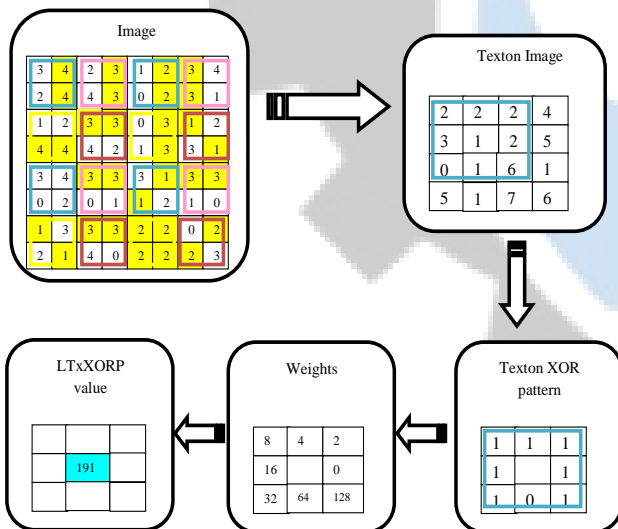 Image
3 4 2 3 1 2 3 4
2 4 4 3 0 2 3 1
1 2 3 3 0 3 1 2
4 4 4 2 1 3 3 1
3 4 3 3 3 1 3 3
0 2 0 1 1 2 1 0
1 3 3 3 2 2 0 2
2 1 4 0 2 2 2 3
Texton Image
2 2 2 4
3 1 2 5
0 1 6 1
5 1 7 6
LTxXORP
value
191
Weights
8 4 2
16 0
32 64 128
Texton XOR
pattern
1 1 1
1 1
1 0 1